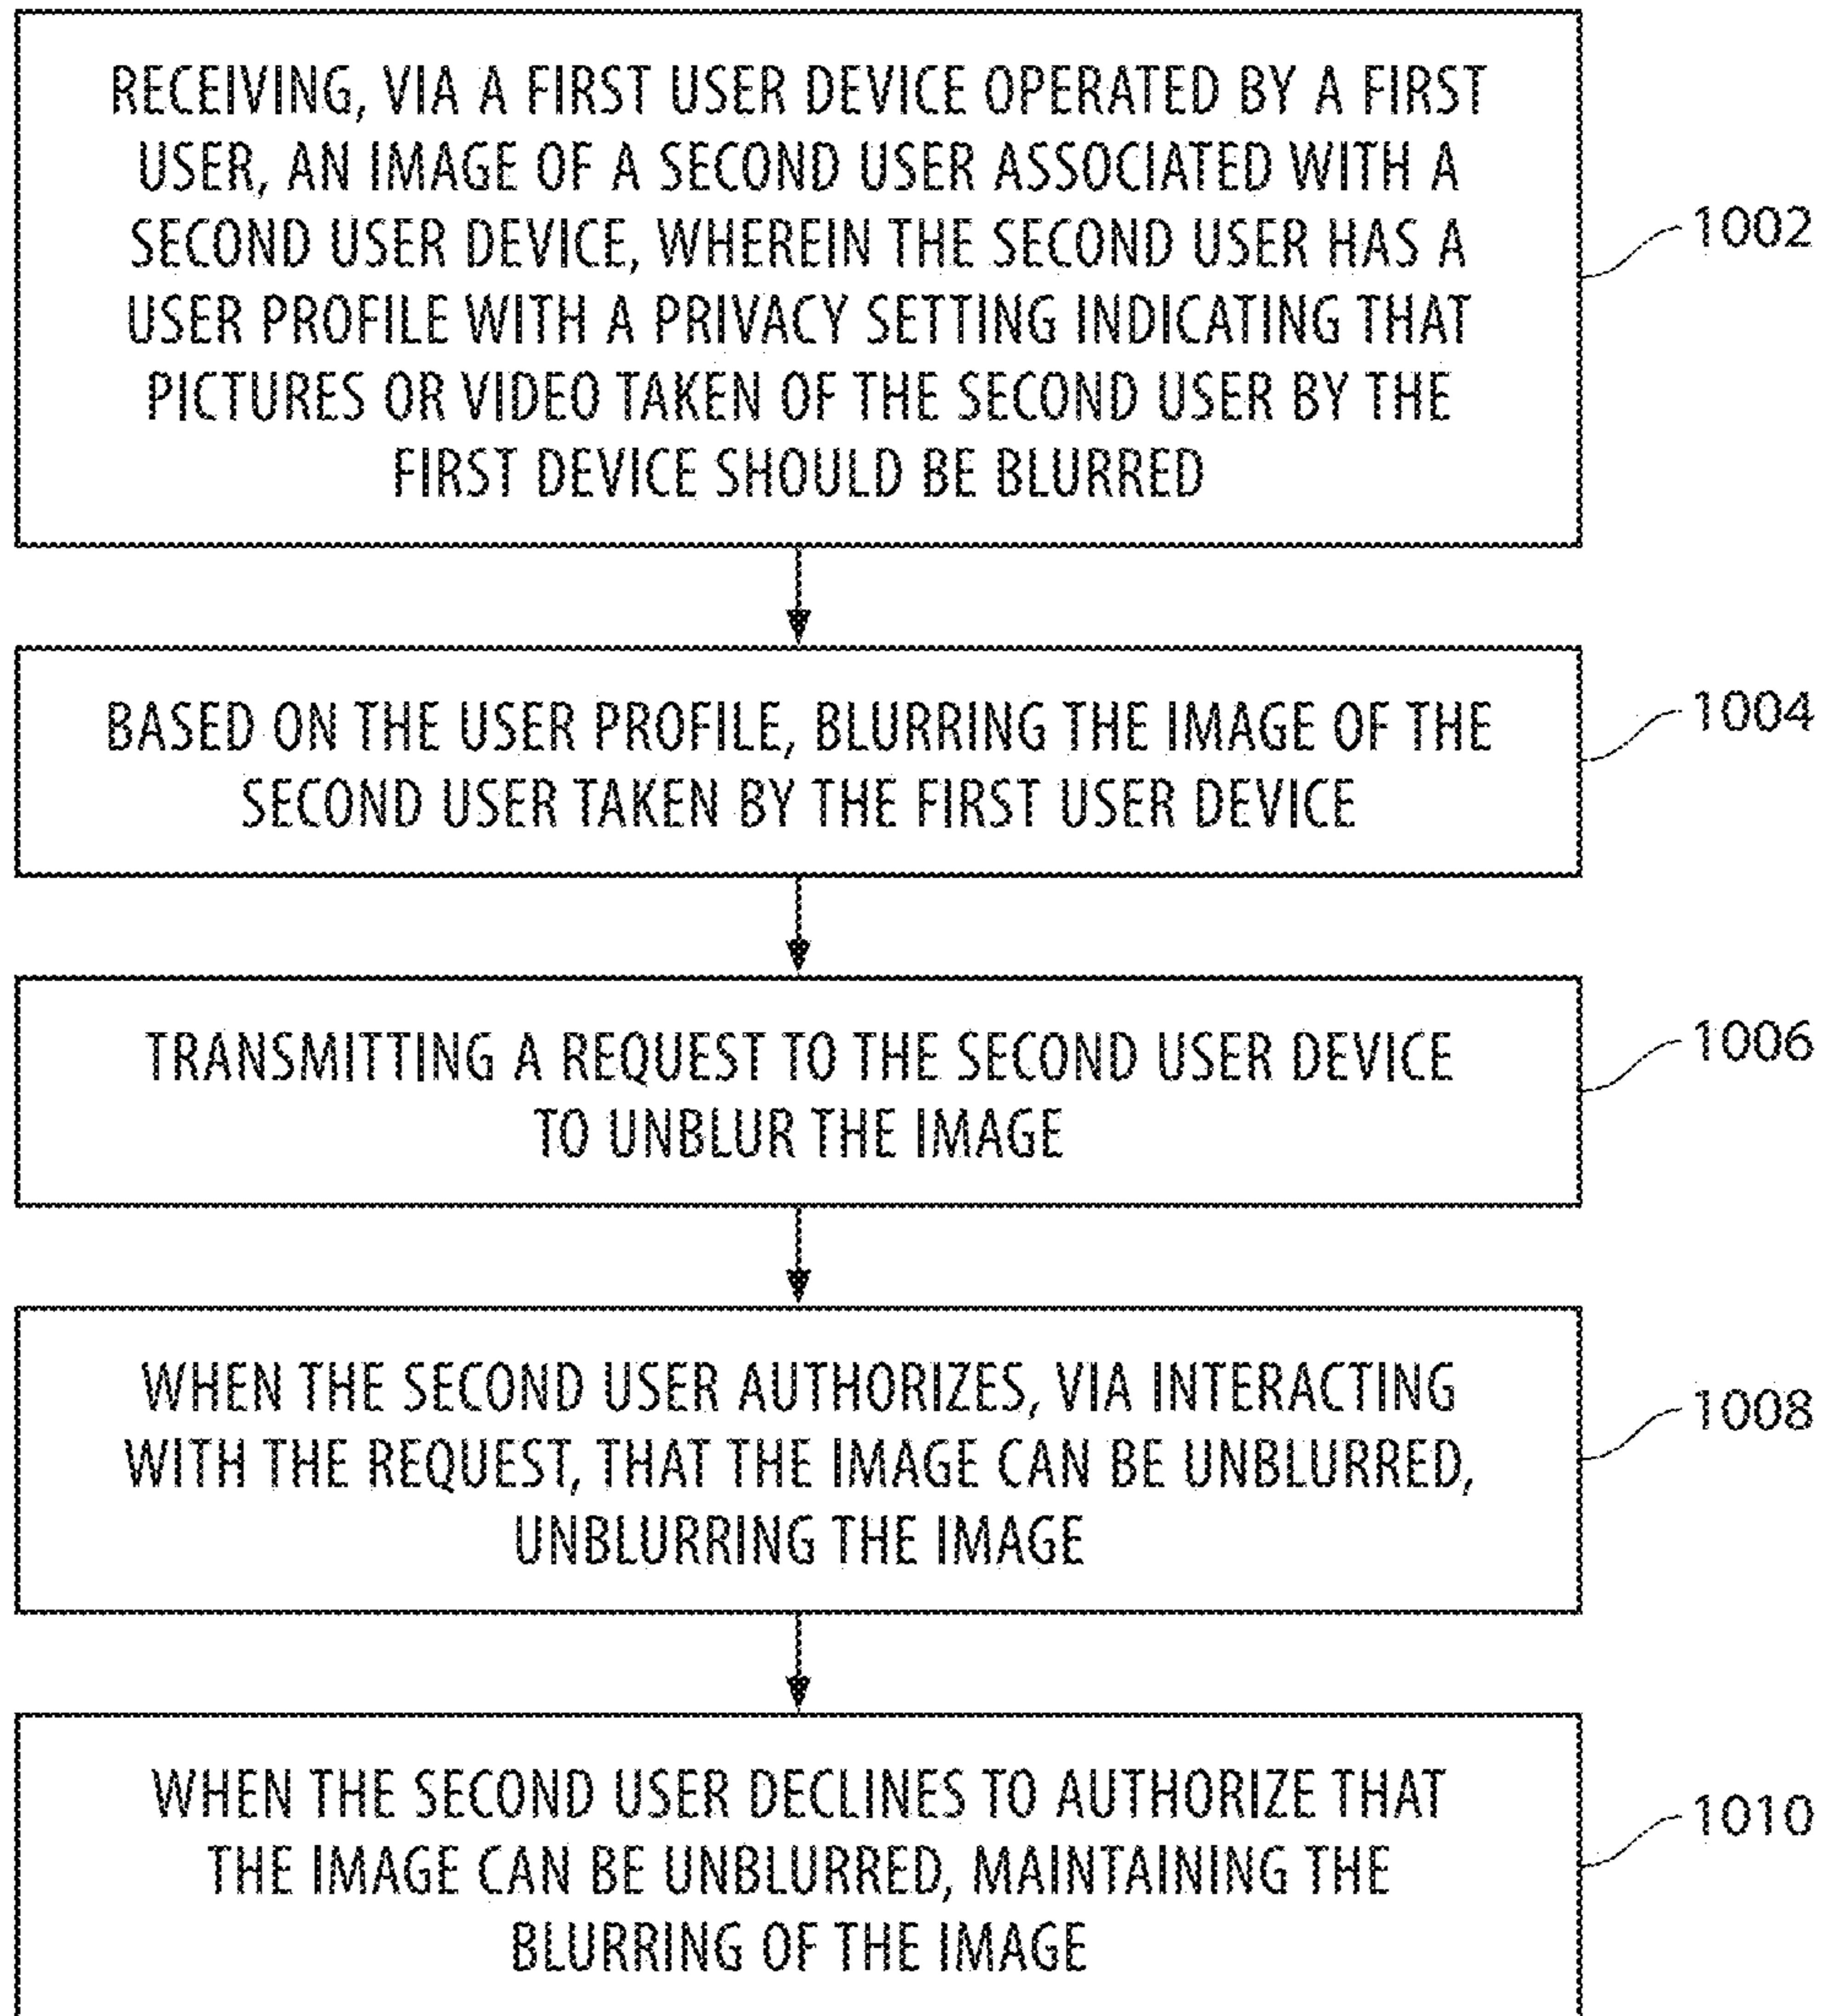 RECEIVING, VIA A FIRST USER DEVICE OPERATED BY A FIRST
USER, AN IMAGE OF A SECOND USER ASSOCIATED WITH A
SECOND USER DEVICE, WHEREIN THE SECOND USER HAS A
USER PROFILE WITH A PRIVACY SETTING INDICATING THAT
PICTURES OR VIDEO TAKEN OF THE SECOND USER BY THE
FIRST DEVICE SHOULD BE BLURRED
1002
BASED ON THE USER PROFILE, BLURRING THE IMAGE OF THE
SECOND USER TAKEN BY THE FIRST USER DEVICE
1004
TRANSMITTING A REQUEST TO THE SECOND USER DEVICE
TO UNBLUR THE IMAGE
1006
WHEN THE SECOND USER AUTHORIZES, VIA INTERACTING
WITH THE REQUEST, THAT THE IMAGE CAN BE UNBLURRED,
UNBLURRING THE IMAGE
1008
WHEN THE SECOND USER DECLINES TO AUTHORIZE THAT
THE IMAGE CAN BE UNBLURRED, MAINTAINING THE
BLURRING OF THE IMAGE
1010